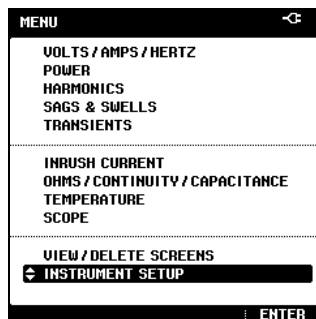 MENU
VOLTS/AMPS/HERTZ
POWER
HARMONICS
SAGS & SWELLS
TRANSIENTS
INRUSH CURRENT
OHMS/CONTINUITY/CAPACITANCE
TEMPERATURE
SCOPE
VIEW/DELETE SCREENS
INSTRUMENT SETUP
ENTER